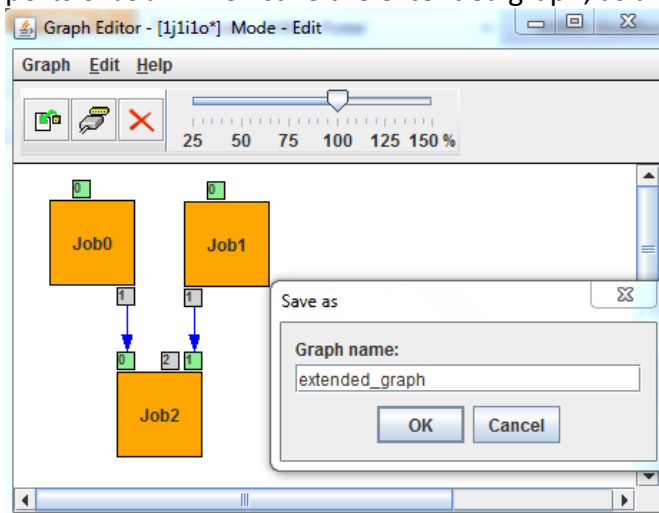 Graph Editor - [1j1i1o*] Mode - Edit
Graph Edit Help
25 50 75 100 125 150 %
0 0
Job0 Job1
1 1
Save as
Graph name:
extended_graph
OK Cancel
0 2 1
Job2